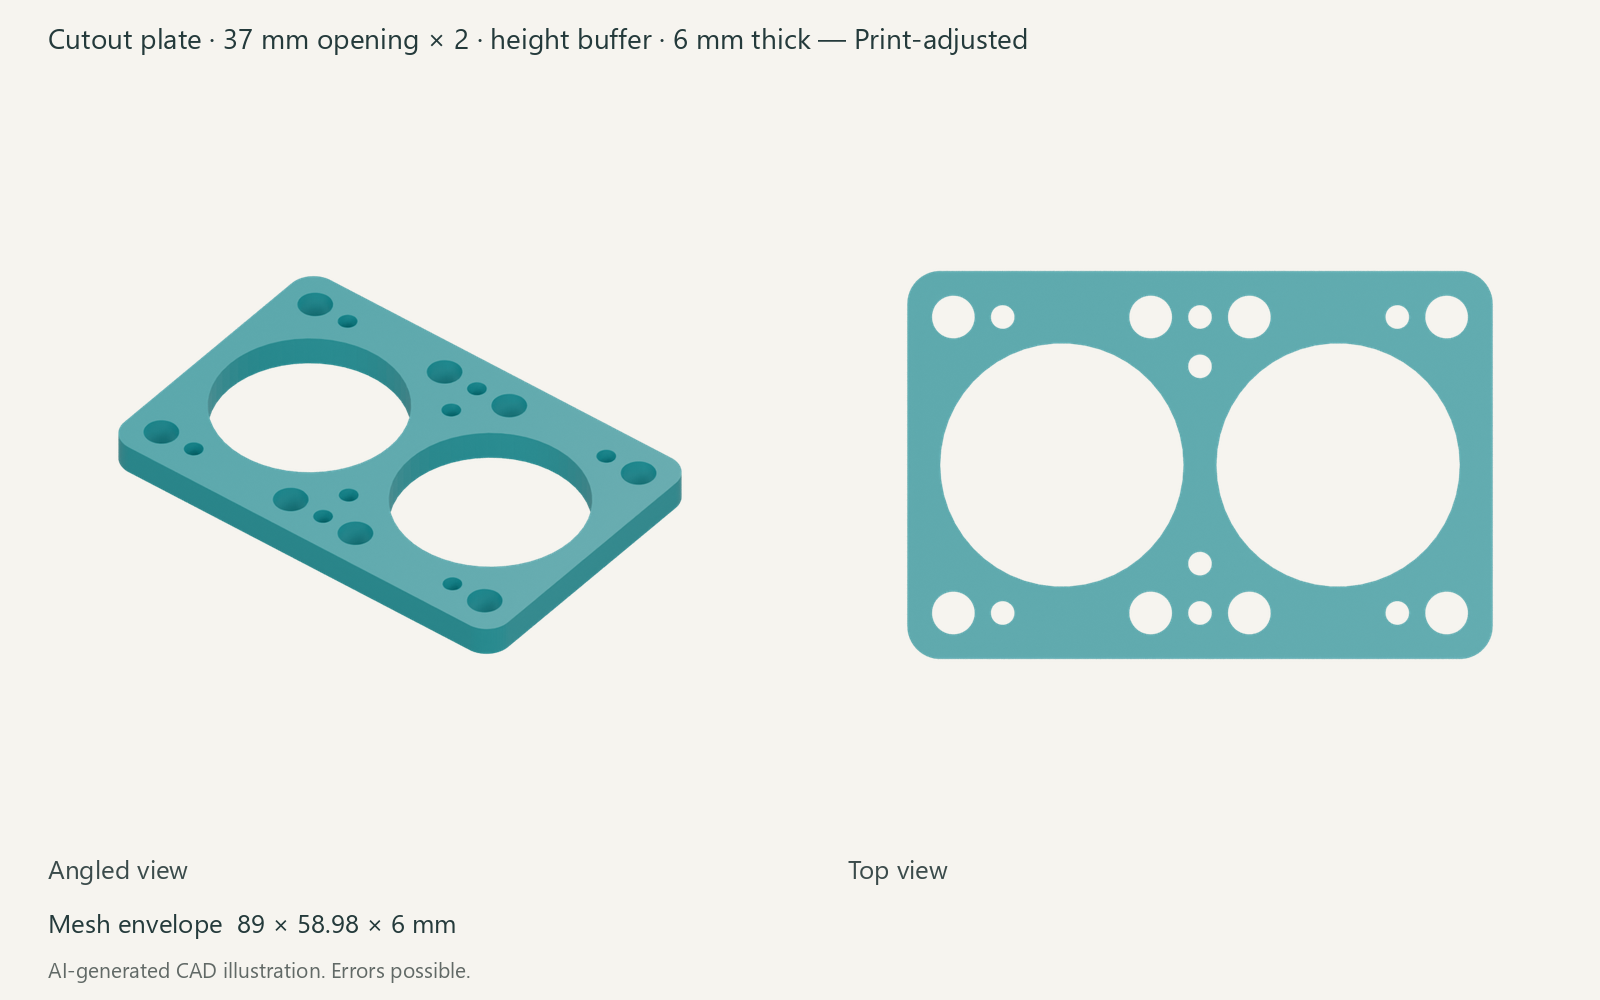 Cutout plate · 37 mm opening × 2 · height buffer · 6 mm thick — Print-adjusted
Angled view
Top view
Mesh envelope  89 × 58.98 × 6 mm
AI-generated CAD illustration. Errors possible.